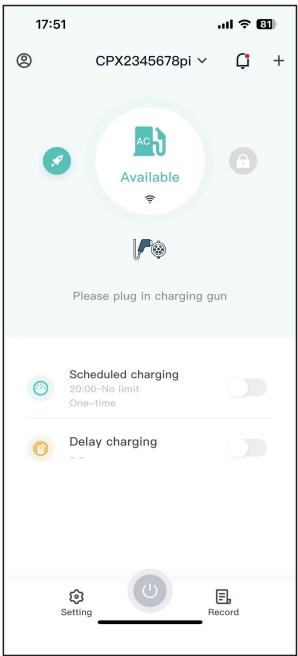 17:51
81
CPX2345678pi
AC
Available
Please plug in charging gun
Scheduled charging
20:00-No limit
One-time
Delay charging
--
Setting
Record